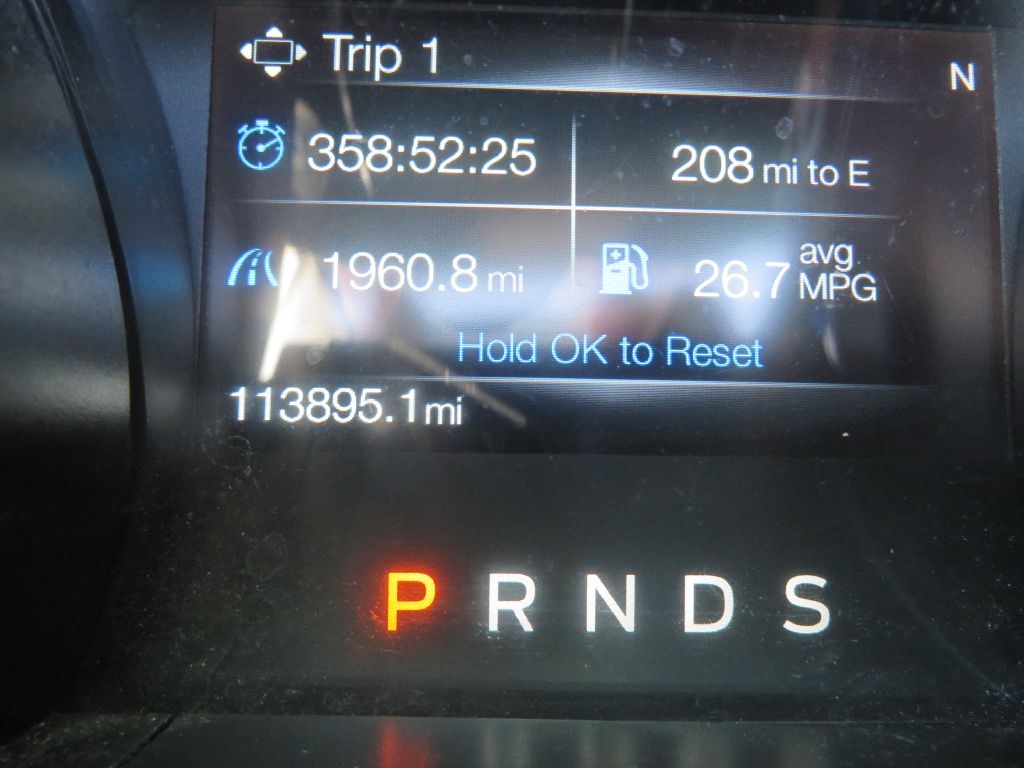 Trip 1
N
358:52:25
208 mi to E
1960.8 mi
26.7 avg MPG
Hold OK to Reset
113895.1 mi
P R N D S